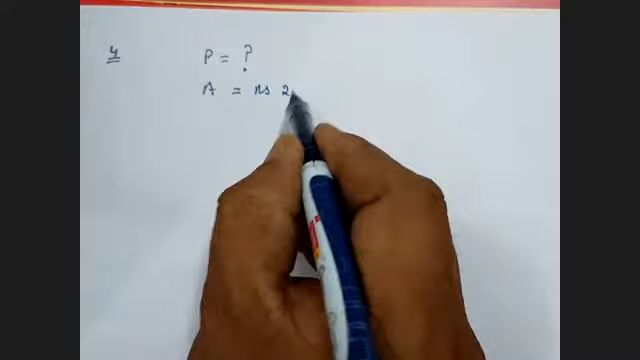 4 P = ?
A = Rs 2